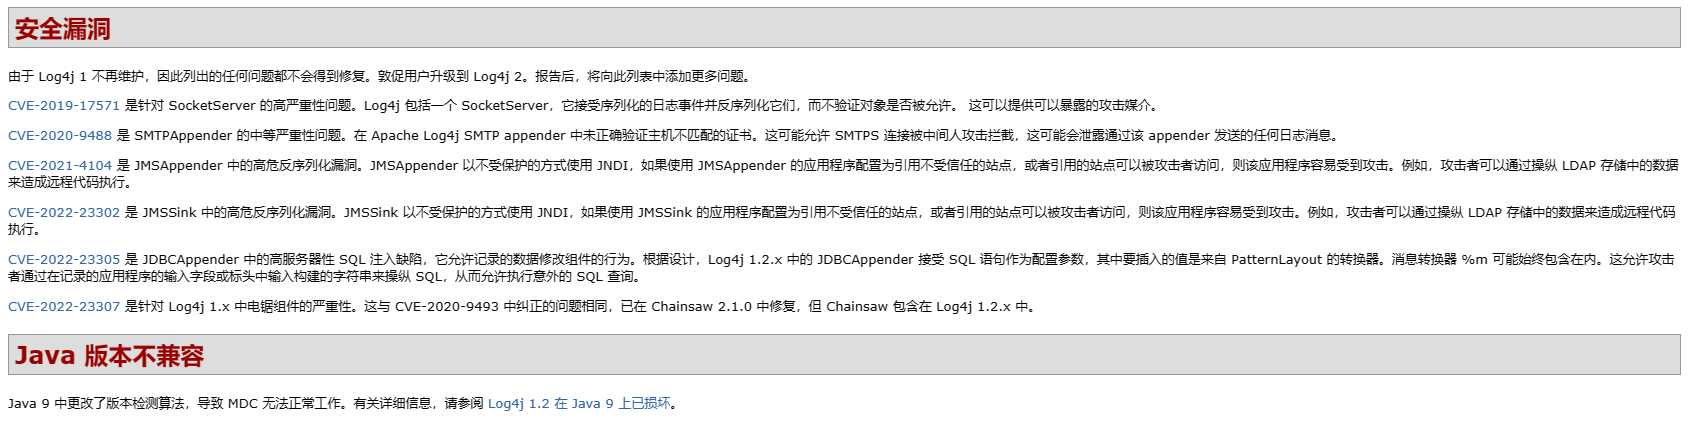 安全漏洞
由于 Log4j 1 不再维护，因此列出的任何问题都不会得到修复。敦促用户升级到 Log4j 2。报告后，将向此列表中添加更多问题。
CVE-2019-17571 是针对 SocketServer 的高严重性问题。Log4j 包括一个 SocketServer，它接受序列化的日志事件并反序列化它们，而不验证对象是否被允许。 这可以提供可以暴露的攻击媒介。
CVE-2020-9488 是 SMTPAppender 的中等严重性问题。在 Apache Log4j SMTP appender 中未正确验证主机不匹配的证书。这可能允许 SMTPS 连接被中间人攻击拦截，这可能会泄露通过该 appender 发送的任何日志消息。
CVE-2021-4104 是 JMSAppender 中的高危反序列化漏洞。JMSAppender 以不受保护的方式使用 JNDI，如果使用 JMSAppender 的应用程序配置为引用不受信任的站点，或者引用的站点可以被攻击者访问，则该应用程序容易受到攻击。例如，攻击者可以通过操纵 LDAP 存储中的数据
来造成远程代码执行。
CVE-2022-23302 是 JMSSink 中的高危反序列化漏洞。JMSSink 以不受保护的方式使用 JNDI，如果使用 JMSSink 的应用程序配置为引用不受信任的站点，或者引用的站点可以被攻击者访问，则该应用程序容易受到攻击。例如，攻击者可以通过操纵 LDAP 存储中的数据来造成远程代码
执行。
CVE-2022-23305 是 JDBCAppender 中的高服务器性 SQL 注入缺陷，它允许记录的数据修改组件的行为。根据设计，Log4j 1.2.x 中的 JDBCAppender 接受 SQL 语句作为配置参数，其中要插入的值是来自 PatternLayout 的转换器。消息转换器 %m 可能始终包含在内。这允许攻击
者通过在记录的应用程序的输入字段或标头中输入构建的字符串来操纵 SQL，从而允许执行意外的 SQL 查询。
CVE-2022-23307 是针对 Log4j 1.x 中电锯组件的严重性。这与 CVE-2020-9493 中纠正的问题相同，已在 Chainsaw 2.1.0 中修复，但 Chainsaw 包含在 Log4j 1.2.x 中。
Java 版本不兼容
Java 9 中更改了版本检测算法，导致 MDC 无法正常工作。有关详细信息，请参阅 Log4j 1.2 在 Java 9 上已损坏。